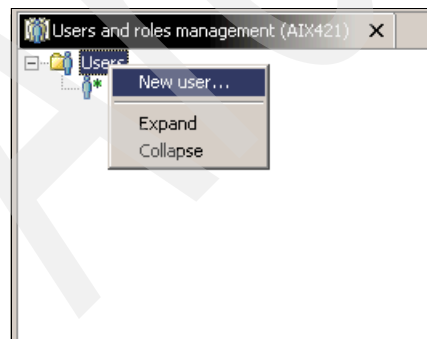 Users and roles management (AIX421)
Users
*
New user...
Expand
Collapse